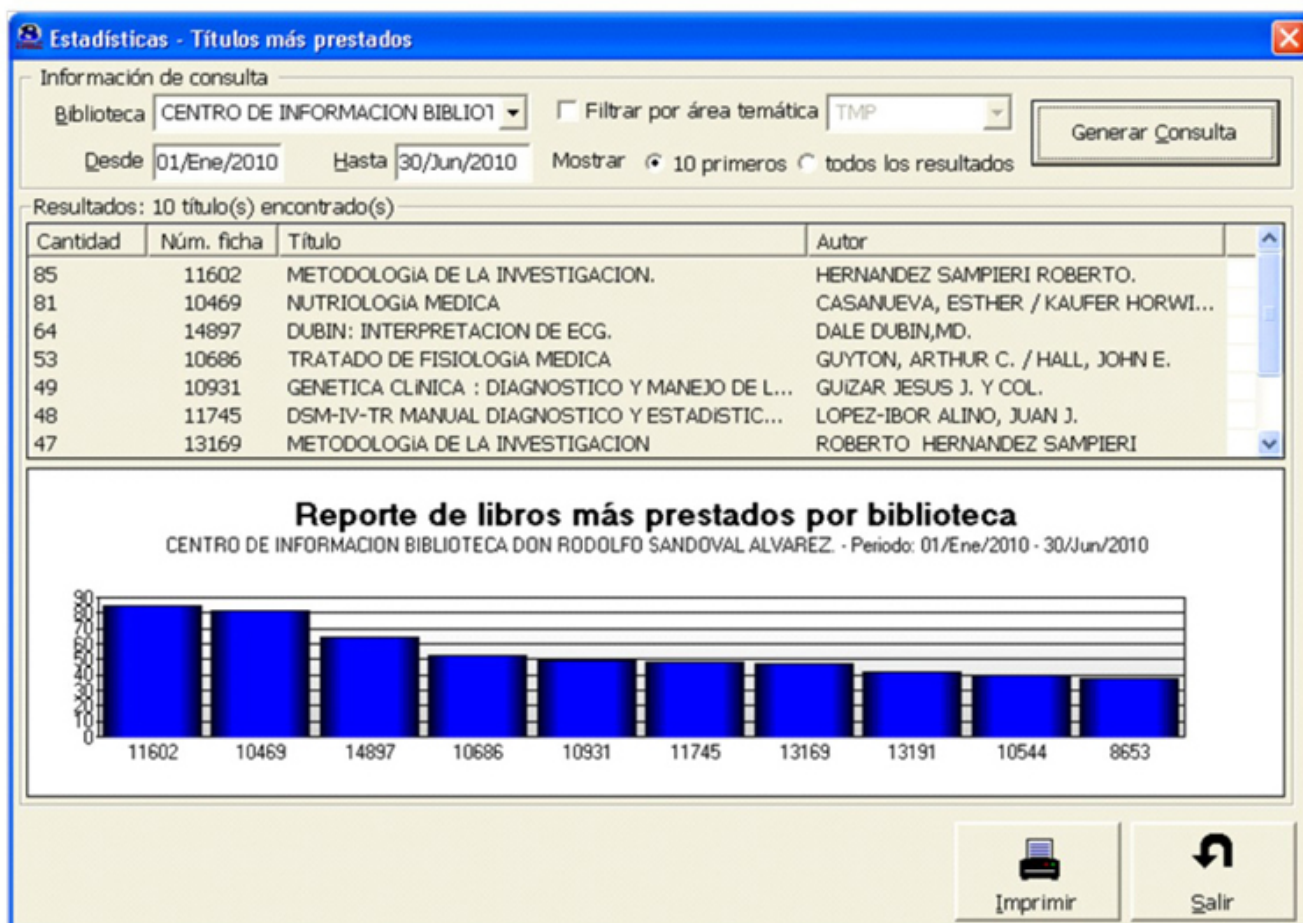 Estadísticas - Títulos más prestados
Información de consulta
Biblioteca CENTRO DE INFORMACION BIBLIOT Filtrar por área temática TMP Generar Consulta
Desde 01/Ene/2010 Hasta 30/Jun/2010 Mostrar 10 primeros todos los resultados
Resultados: 10 título(s) encontrado(s)
Cantidad Núm. ficha Título Autor
85 11602 METODOLOGíA DE LA INVESTIGACION. HERNANDEZ SAMPIERI ROBERTO.
81 10469 NUTRIOLOGíA MEDICA CASANUEVA, ESTHER / KAUFER HORWI...
64 14897 DUBIN: INTERPRETACION DE ECG. DALE DUBIN,MD.
53 10686 TRATADO DE FISIOLOGíA MEDICA GUYTON, ARTHUR C. / HALL, JOHN E.
49 10931 GENETICA CLíNICA : DIAGNOSTICO Y MANEJO DE L... GUíZAR JESUS J. Y COL.
48 11745 DSM-IV-TR MANUAL DIAGNOSTICO Y ESTADíSTIC... LOPEZ-IBOR ALINO, JUAN J.
47 13169 METODOLOGíA DE LA INVESTIGACION ROBERTO HERNANDEZ SAMPIERI
Reporte de libros más prestados por biblioteca
CENTRO DE INFORMACION BIBLIOTECA DON RODOLFO SANDOVAL ALVAREZ. - Periodo: 01/Ene/2010 - 30/Jun/2010
90
80
70
60
50
40
30
20
10
0
11602 10469 14897 10686 10931 11745 13169 13191 10544 8653
Imprimir Salir